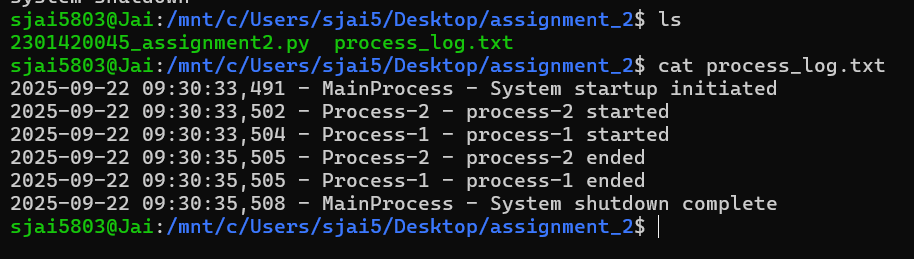 system shutdown
sjai5803@Jai:/mnt/c/Users/sjai5/Desktop/assignment_2$ ls
2301420045_assignment2.py  process_log.txt
sjai5803@Jai:/mnt/c/Users/sjai5/Desktop/assignment_2$ cat process_log.txt
2025-09-22 09:30:33,491 - MainProcess - System startup initiated
2025-09-22 09:30:33,502 - Process-2 - process-2 started
2025-09-22 09:30:33,504 - Process-1 - process-1 started
2025-09-22 09:30:35,505 - Process-2 - process-2 ended
2025-09-22 09:30:35,505 - Process-1 - process-1 ended
2025-09-22 09:30:35,508 - MainProcess - System shutdown complete
sjai5803@Jai:/mnt/c/Users/sjai5/Desktop/assignment_2$